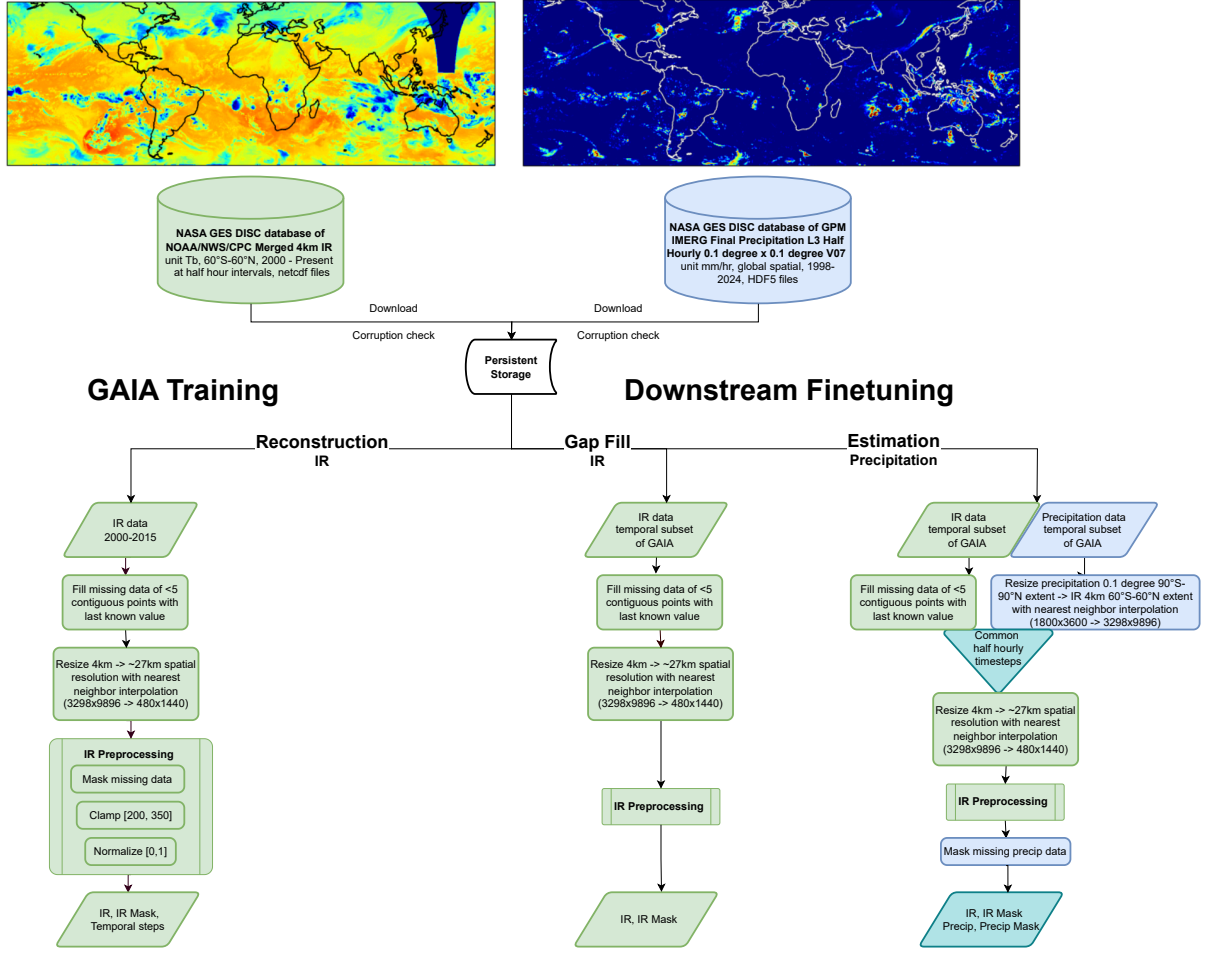 NASA GES DISC database of
NOAA/NWS/CPC Merged 4km IR
unit Tb, 60°S-60°N, 2000 - Present
at half hour intervals, netcdf files
NASA GES DISC database of GPM
IMERG Final Precipitation L3 Half
Hourly 0.1 degree x 0.1 degree V07
unit mm/hr, global spatial, 1998-
2024, HDF5 files
Download
Corruption check
Download
Corruption check
Persistent
Storage
GAIA Training
Downstream Finetuning
Reconstruction
IR
Gap Fill
IR
Estimation
Precipitation
IR data
2000-2015
Fill missing data of <5
contiguous points with
last known value
Resize 4km -> ~27km spatial
resolution with nearest
neighbor interpolation
(3298x9896 -> 480x1440)
IR Preprocessing
Mask missing data
Clamp [200, 350]
Normalize [0,1]
IR, IR Mask,
Temporal steps
IR data
temporal subset
of GAIA
Fill missing data of <5
contiguous points with
last known value
Resize 4km -> ~27km spatial
resolution with nearest
neighbor interpolation
(3298x9896 -> 480x1440)
IR Preprocessing
IR, IR Mask
IR data
temporal subset
of GAIA
Precipitation data
temporal subset
of GAIA
Fill missing data of <5
contiguous points with
last known value
Resize precipitation 0.1 degree 90°S-
90°N extent -> IR 4km 60°S-60°N extent
with nearest neighbor interpolation
(1800x3600 -> 3298x9896)
Common
half hourly
timesteps
Resize 4km -> ~27km spatial
resolution with nearest
neighbor interpolation
(3298x9896 -> 480x1440)
IR Preprocessing
Mask missing precip data
IR, IR Mask
Precip, Precip Mask